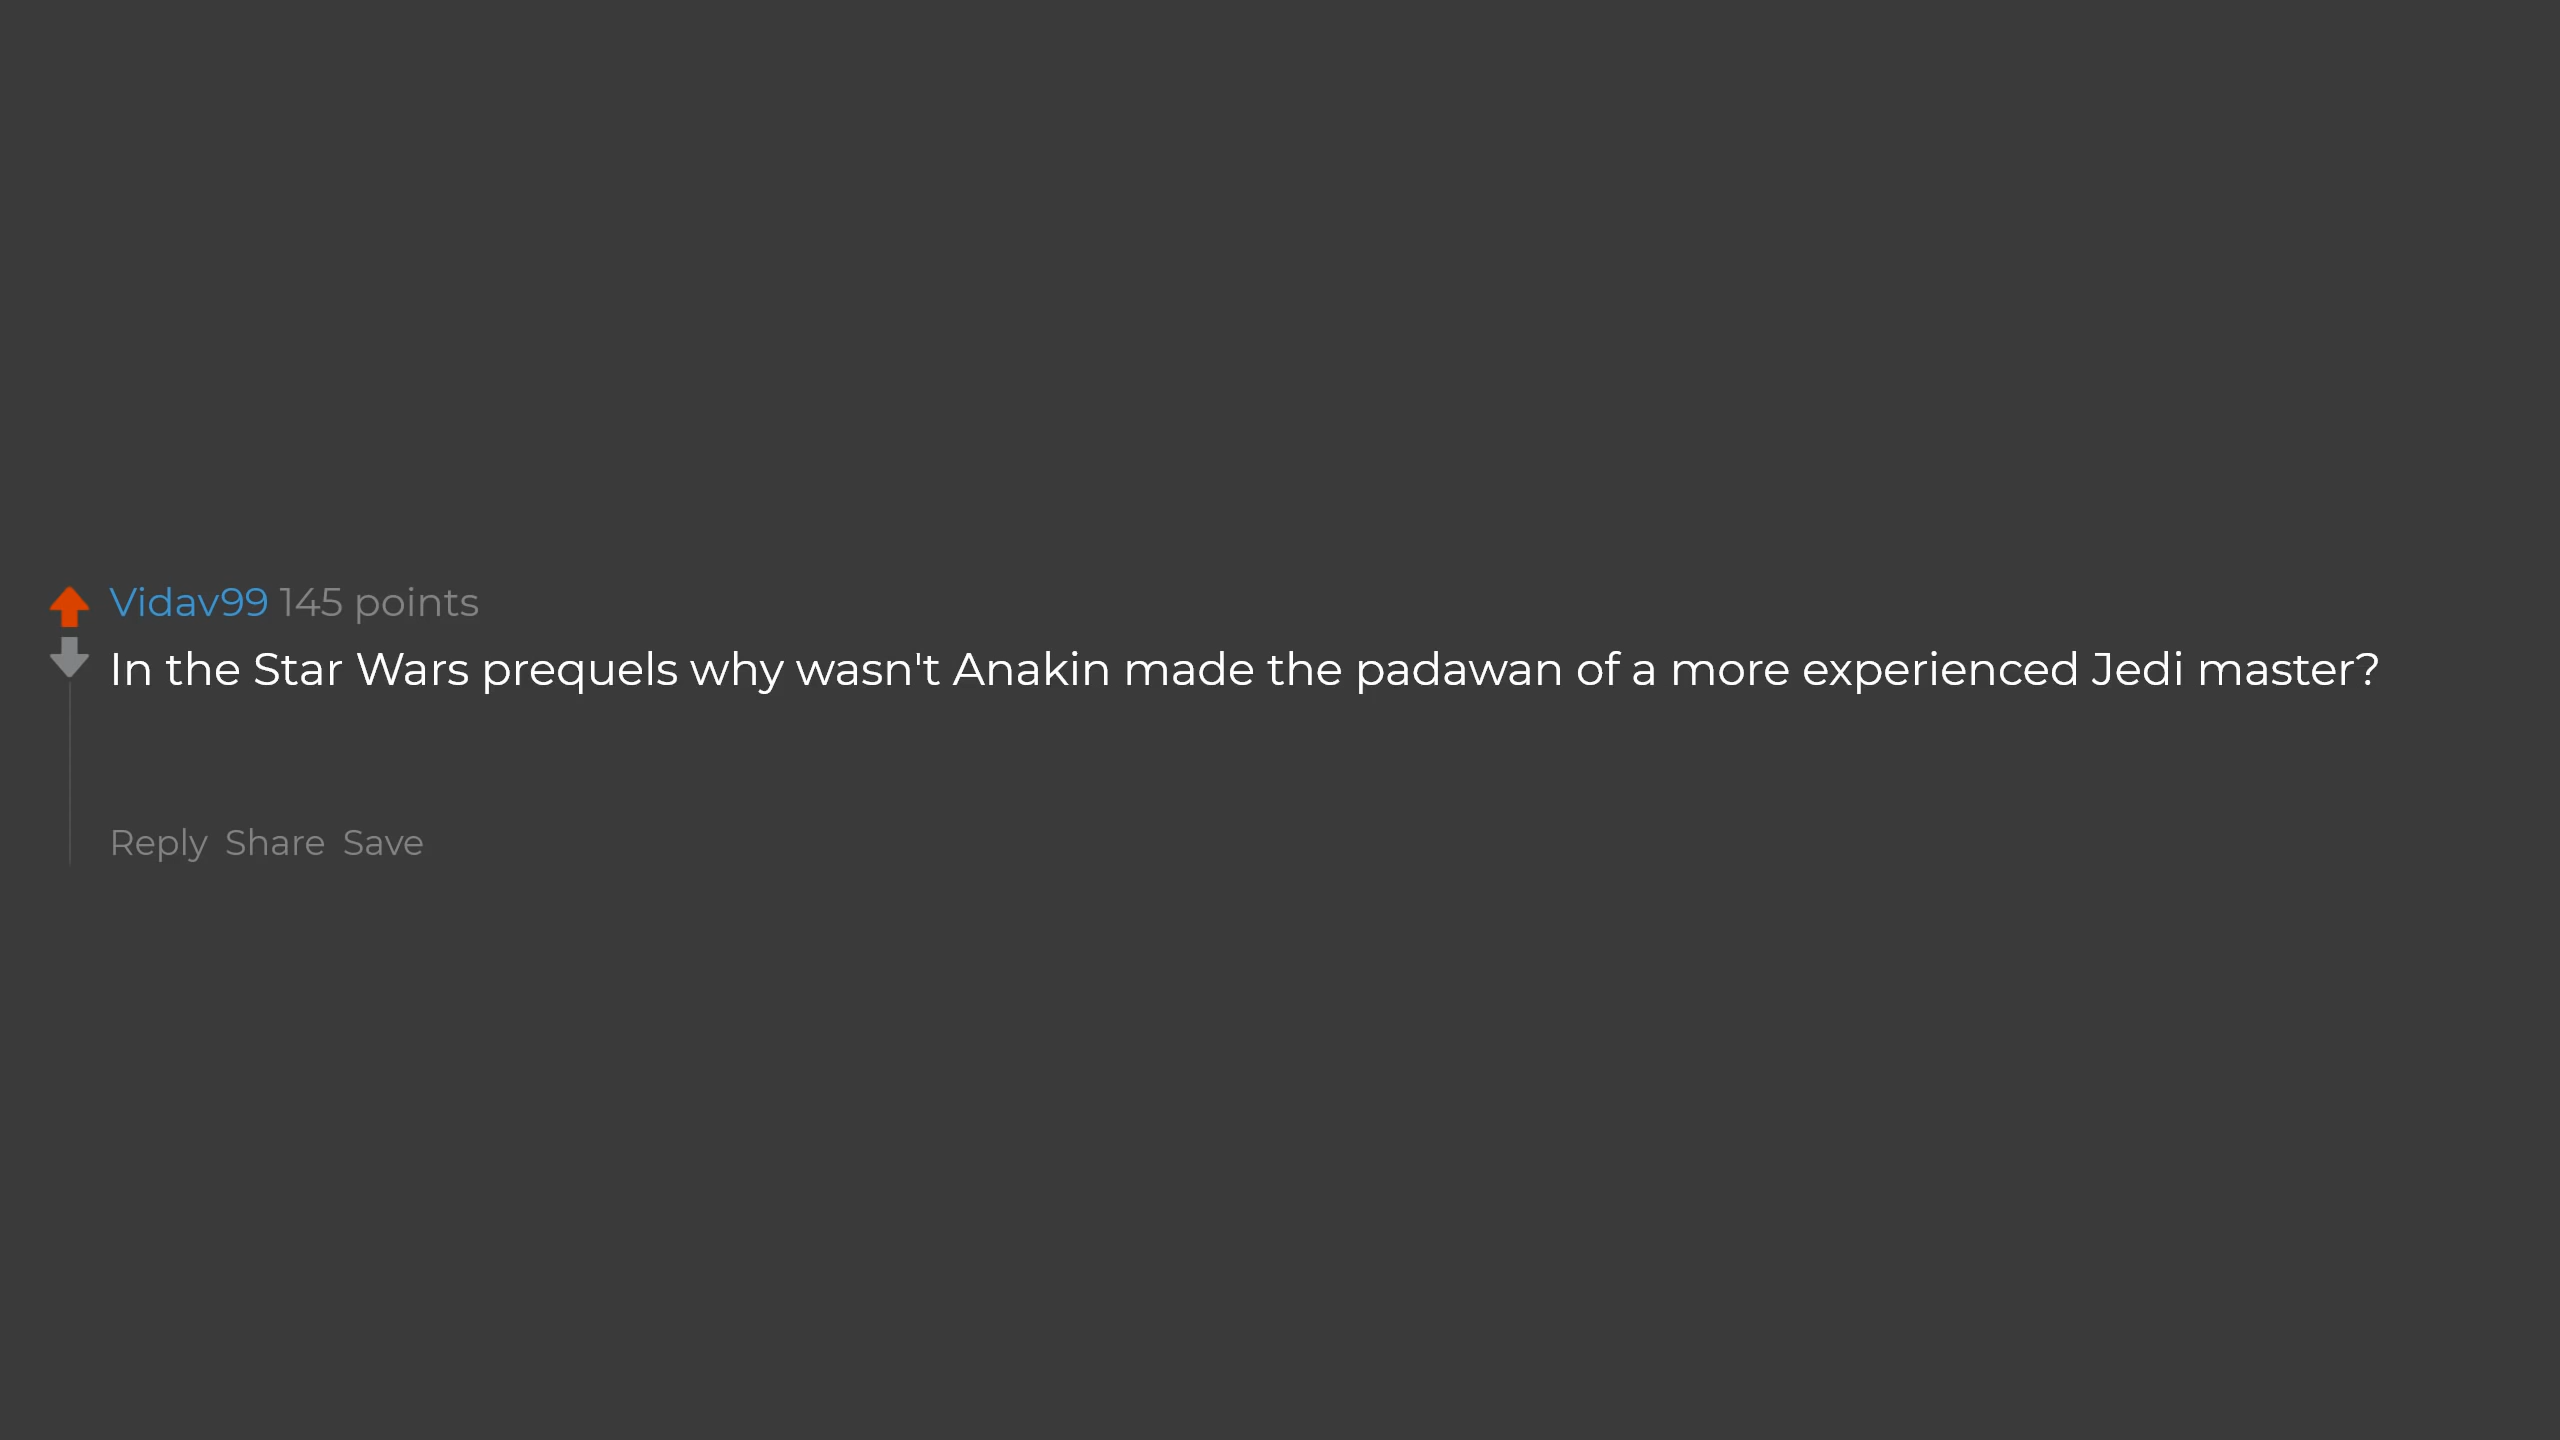 Vidav99 145 points
In the Star Wars prequels why wasn't Anakin made the padawan of a more experienced Jedi master?
Reply Share Save